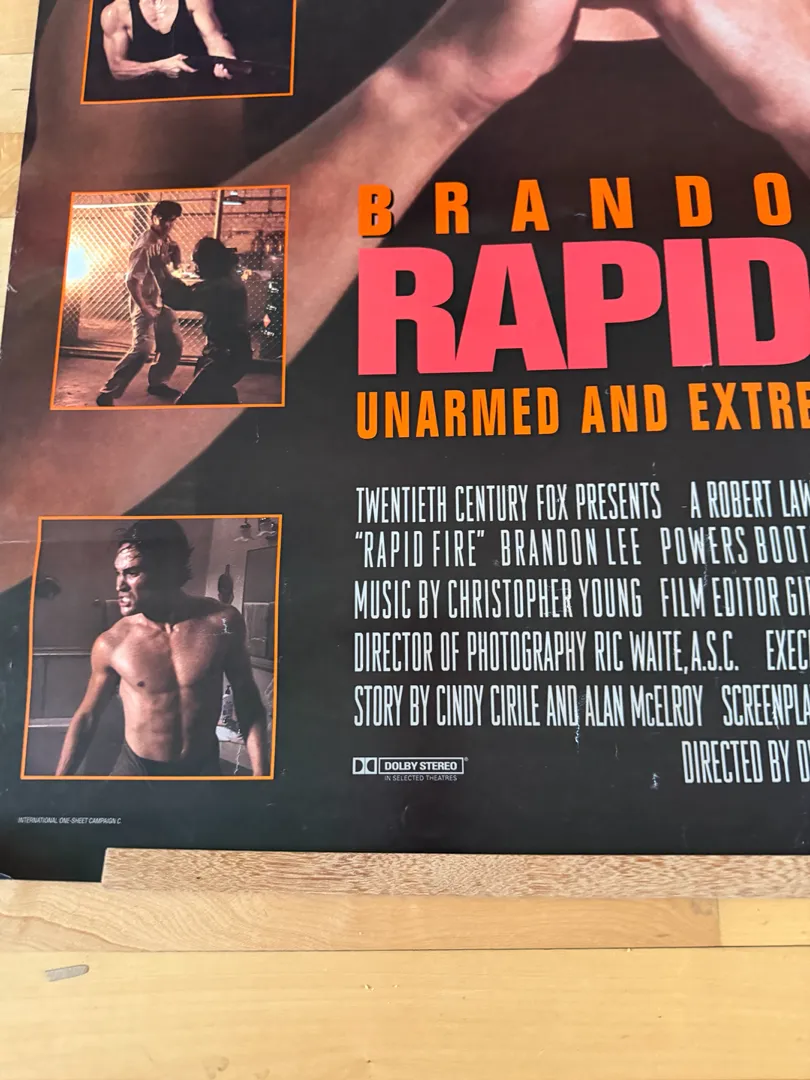 BRANDO
RAPID
UNARMED AND EXTRE
TWENTIETH CENTURY FOX PRESENTS A ROBERT LAW
"RAPID FIRE" BRANDON LEE POWERS BOOT
MUSIC BY CHRISTOPHER YOUNG FILM EDITOR GI
DIRECTOR OF PHOTOGRAPHY RIC WAITE, A.S.C. EXEC
STORY BY CINDY CIRILE AND ALAN McELROY SCREENPLA
DIRECTED BY D
DOLBY STEREO®
IN SELECTED THEATRES
INTERNATIONAL ONE-SHEET CAMPAIGN C.